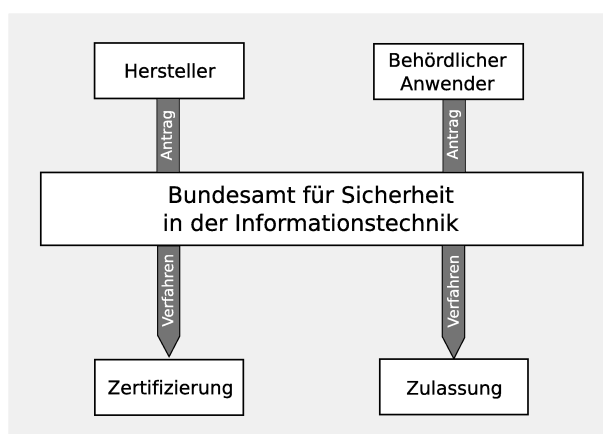 Hersteller
Behördlicher
Anwender
Antrag
Antrag
Bundesamt für Sicherheit
in der Informationstechnik
Verfahren
Verfahren
Zertifizierung
Zulassung